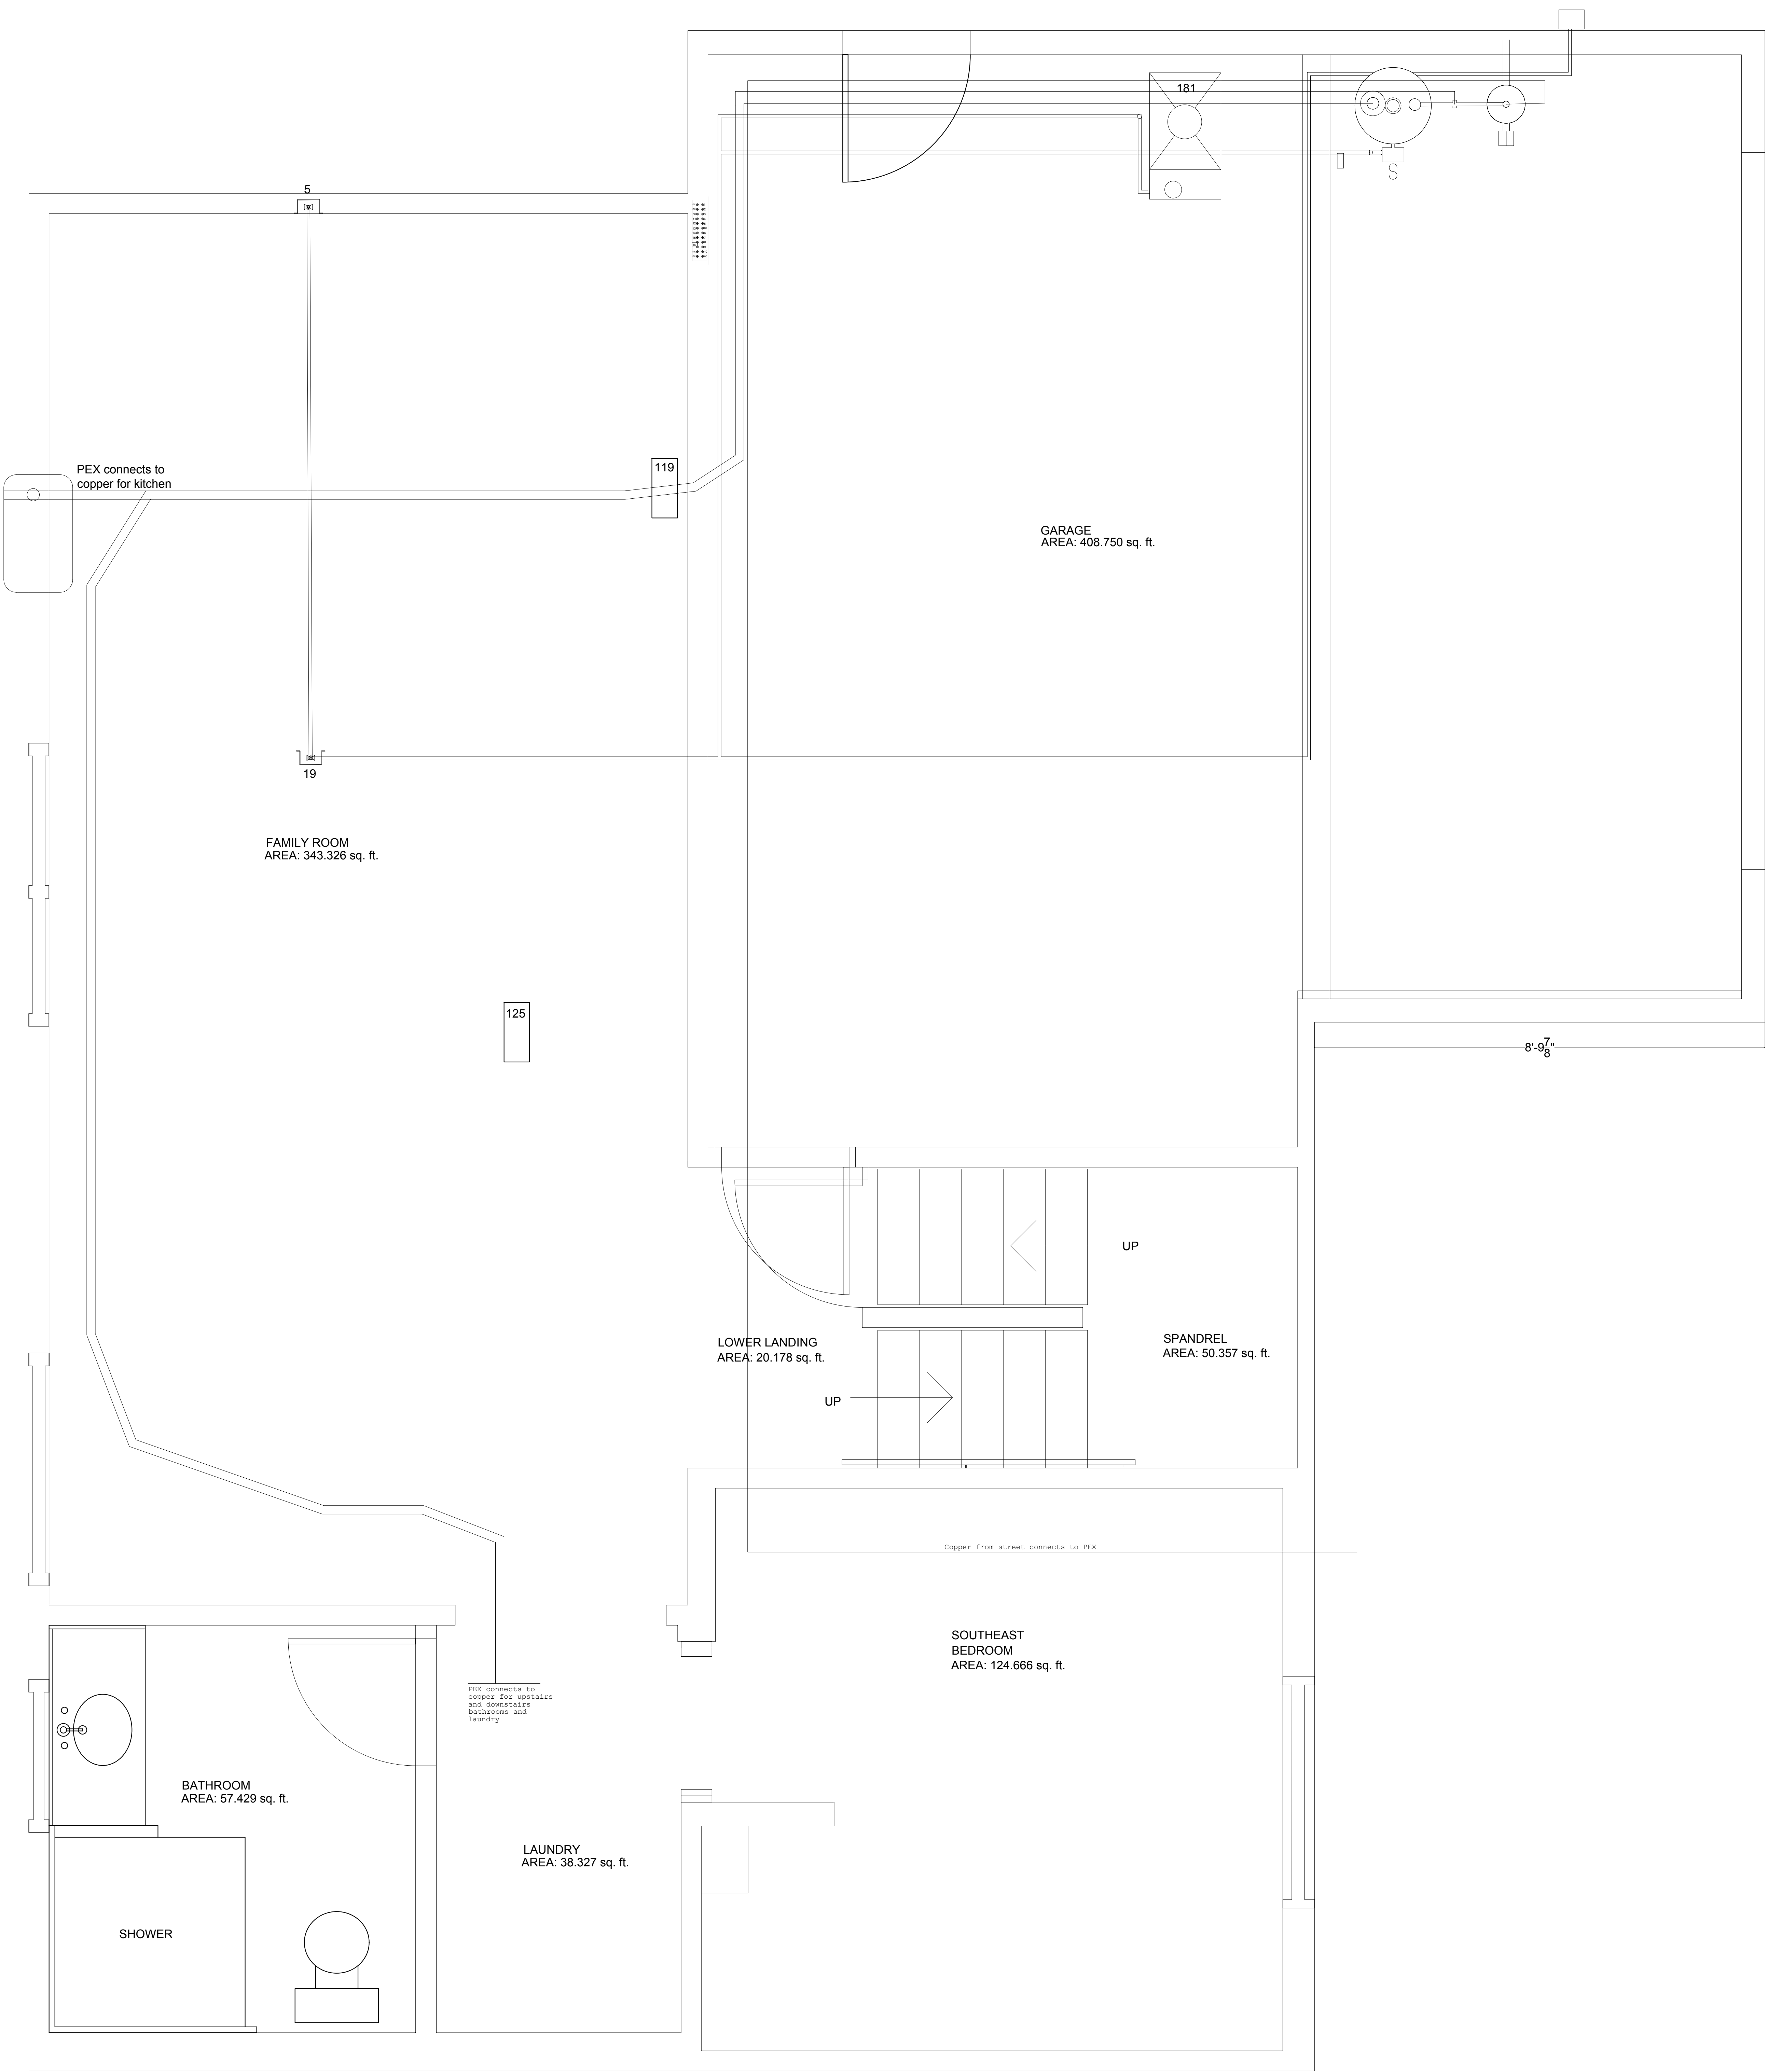 181
5
PEX connects to
copper for kitchen
119
GARAGE
AREA: 408.750 sq. ft.
19
FAMILY ROOM
AREA: 343.326 sq. ft.
125
8'-9 7/8"
UP
LOWER LANDING
AREA: 20.178 sq. ft.
SPANDREL
AREA: 50.357 sq. ft.
UP
Copper from street connects to PEX
SOUTHEAST
BEDROOM
AREA: 124.666 sq. ft.
PEX connects to
copper for upstairs
and downstairs
bathrooms and
laundry
BATHROOM
AREA: 57.429 sq. ft.
LAUNDRY
AREA: 38.327 sq. ft.
SHOWER